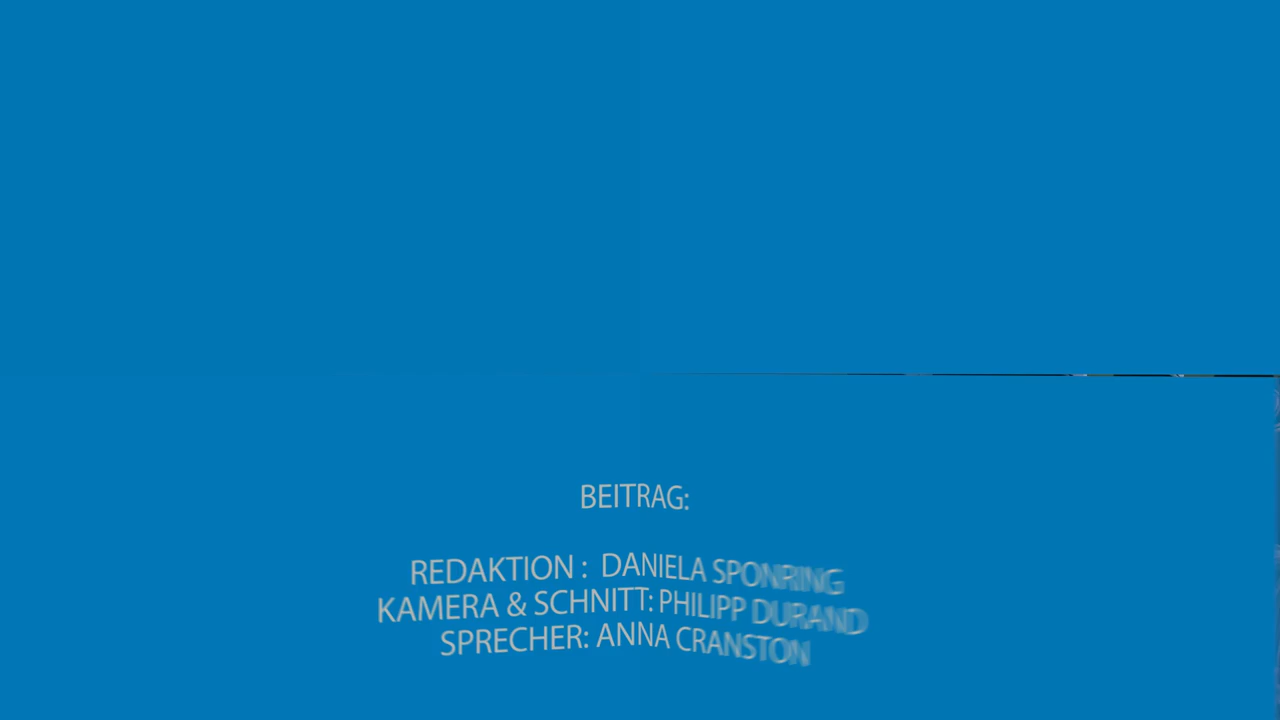 BEITRAG:
REDAKTION : DANIELA SPONRING
KAMERA & SCHNITT: PHILIPP DURAND
SPRECHER: ANNA CRANSTON